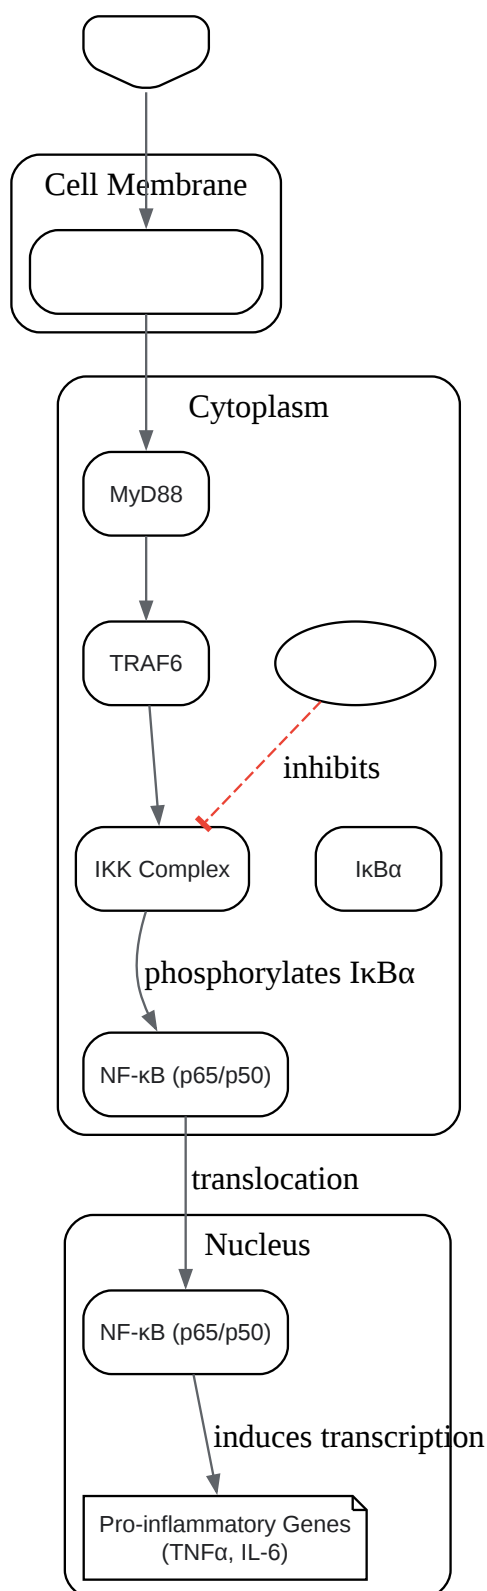 Cell Membrane
Cytoplasm
MyD88
TRAF6
inhibits
IKK Complex
IκBα
phosphorylates IκBα
NF-κB (p65/p50)
translocation
Nucleus
NF-κB (p65/p50)
induces transcription
Pro-inflammatory Genes
(TNFα, IL-6)